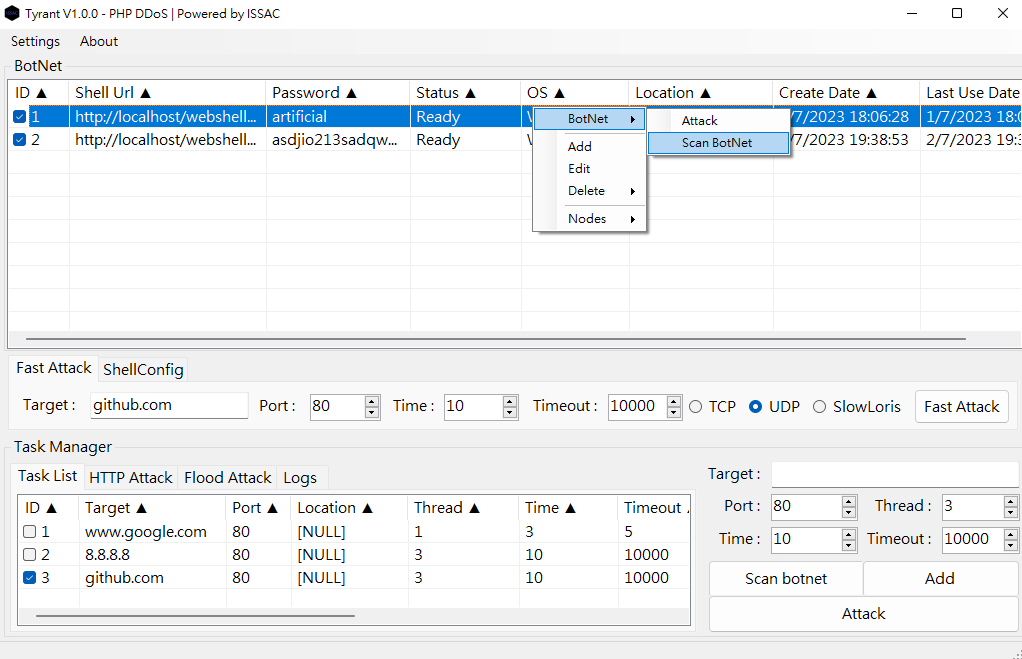 Tyrant V1.0.0 - PHP DDoS | Powered by ISSAC
Settings About
BotNet
ID ▲ Shell Url ▲ Password ▲ Status ▲ OS ▲ Location ▲ Create Date ▲ Last Use Date
1 http://localhost/webshell... artificial Ready /7/2023 18:06:28 1/7/2023 18:0
2 http://localhost/webshell... asdjio213sadqw... Ready /7/2023 19:38:53 2/7/2023 19:3
BotNet
Add
Edit
Delete
Nodes
Attack
Scan BotNet
Fast Attack ShellConfig
Target : github.com Port : 80 Time : 10 Timeout : 10000 TCP UDP SlowLoris Fast Attack
Task Manager
Task List HTTP Attack Flood Attack Logs
ID ▲ Target ▲ Port ▲ Location ▲ Thread ▲ Time ▲ Timeout
1 www.google.com 80 [NULL] 1 3 5
2 8.8.8.8 80 [NULL] 3 10 10000
3 github.com 80 [NULL] 3 10 10000
Target :
Port : 80 Thread : 3
Time : 10 Timeout : 10000
Scan botnet Add
Attack